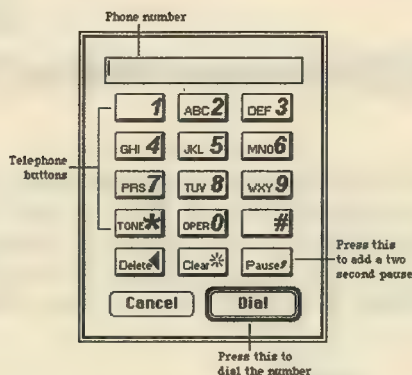 Phone number
1
ABC 2
DEF 3
GHI 4
JKL 5
MNO 6
PRS 7
TUV 8
WXY 9
TONE *
OPER 0
#
Delete
Clear
Pause
Cancel
Dial
Telephone
buttons
Press this
to add a two
second pause
Press this to
dial the number